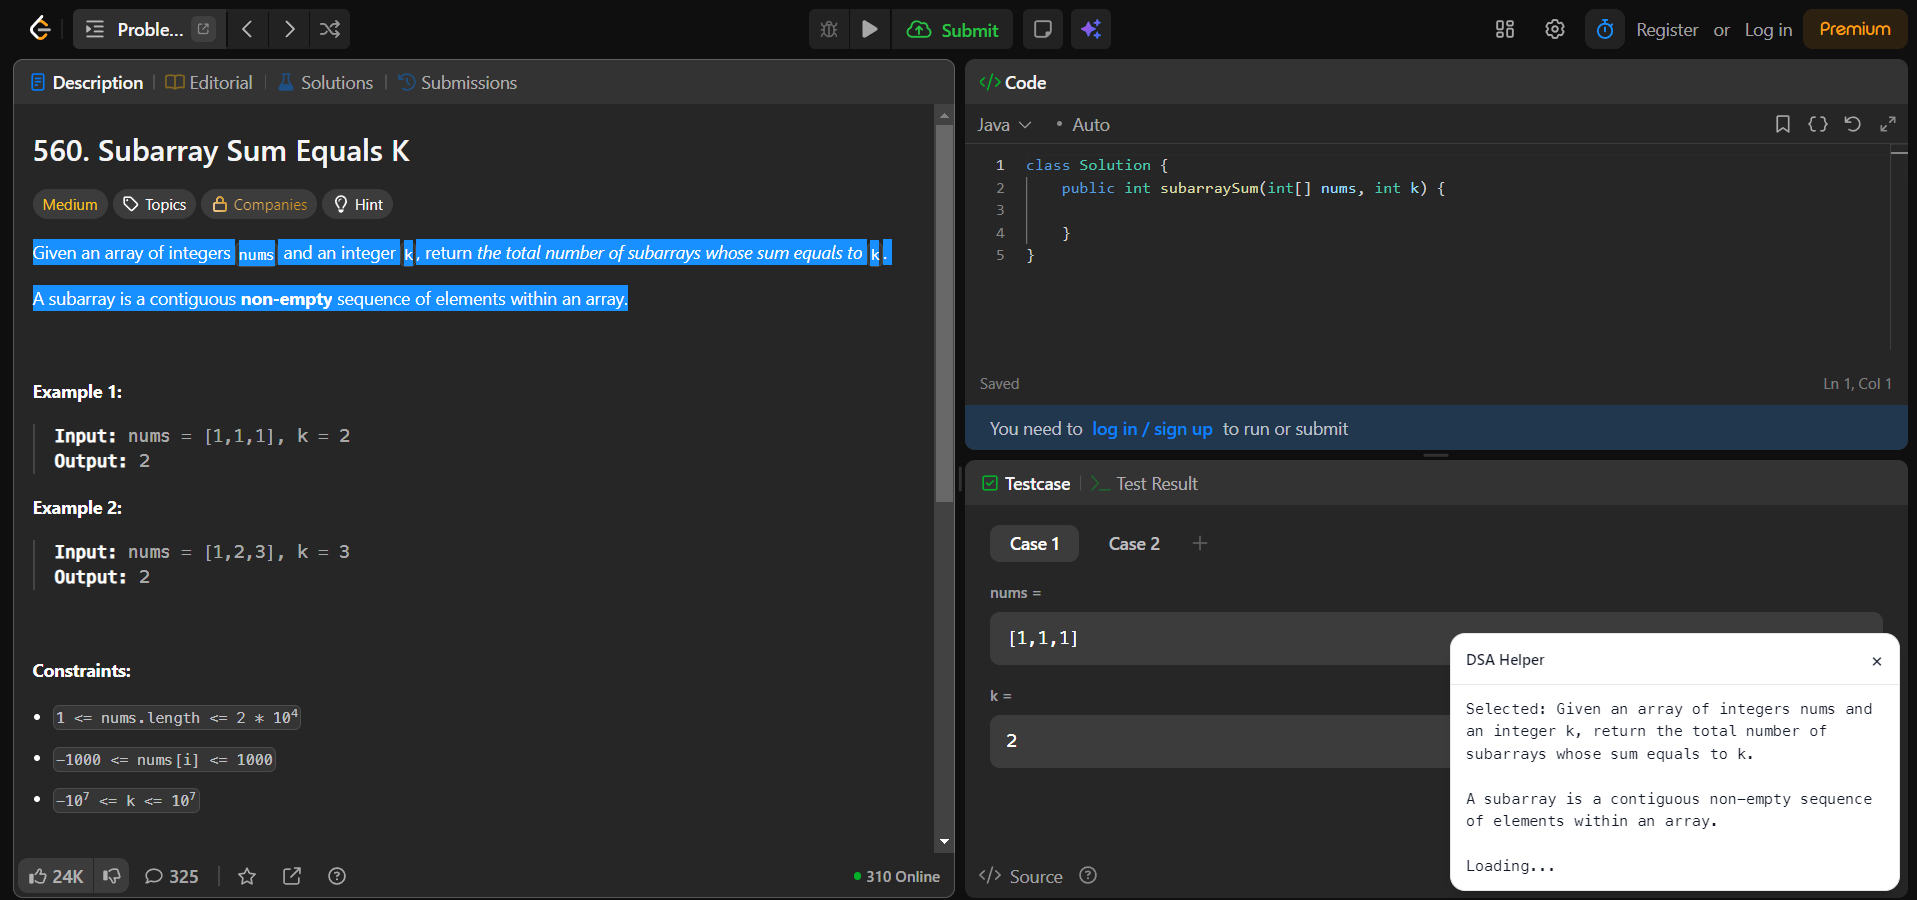 Proble...
Submit
Register or Log in Premium
Description Editorial Solutions Submissions
560. Subarray Sum Equals K
Medium Topics Companies Hint
Given an array of integers nums and an integer k, return the total number of subarrays whose sum equals to k.
A subarray is a contiguous non-empty sequence of elements within an array.
Example 1:
Input: nums = [1,1,1], k = 2
Output: 2
Example 2:
Input: nums = [1,2,3], k = 3
Output: 2
Constraints:
• 1 <= nums.length <= 2 * 10⁴
• -1000 <= nums[i] <= 1000
• -10⁷ <= k <= 10⁷
24K 325 310 Online
</> Code
Java • Auto
1 class Solution {
2 public int subarraySum(int[] nums, int k) {
3
4 }
5 }
Saved Ln 1, Col 1
You need to log in / sign up to run or submit
Testcase >_ Test Result
Case 1 Case 2 +
nums =
[1,1,1]
k =
2
</> Source
DSA Helper ×
Selected: Given an array of integers nums and
an integer k, return the total number of
subarrays whose sum equals to k.
A subarray is a contiguous non-empty sequence
of elements within an array.
Loading...